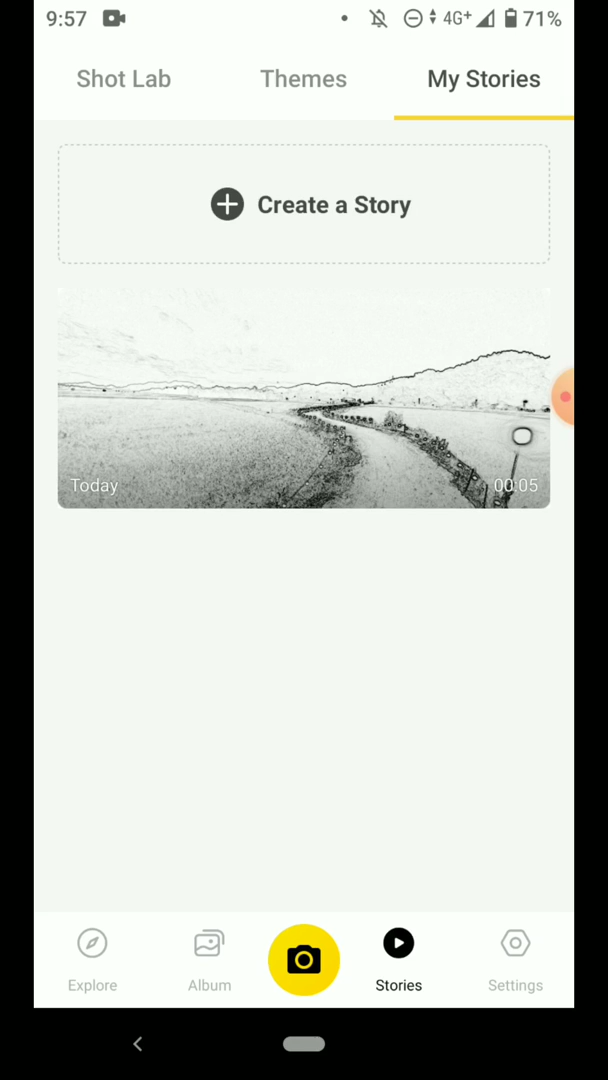 9:57 4G+ 71%
Shot Lab Themes My Stories
Create a Story
Today 00:05
Explore Album Stories Settings